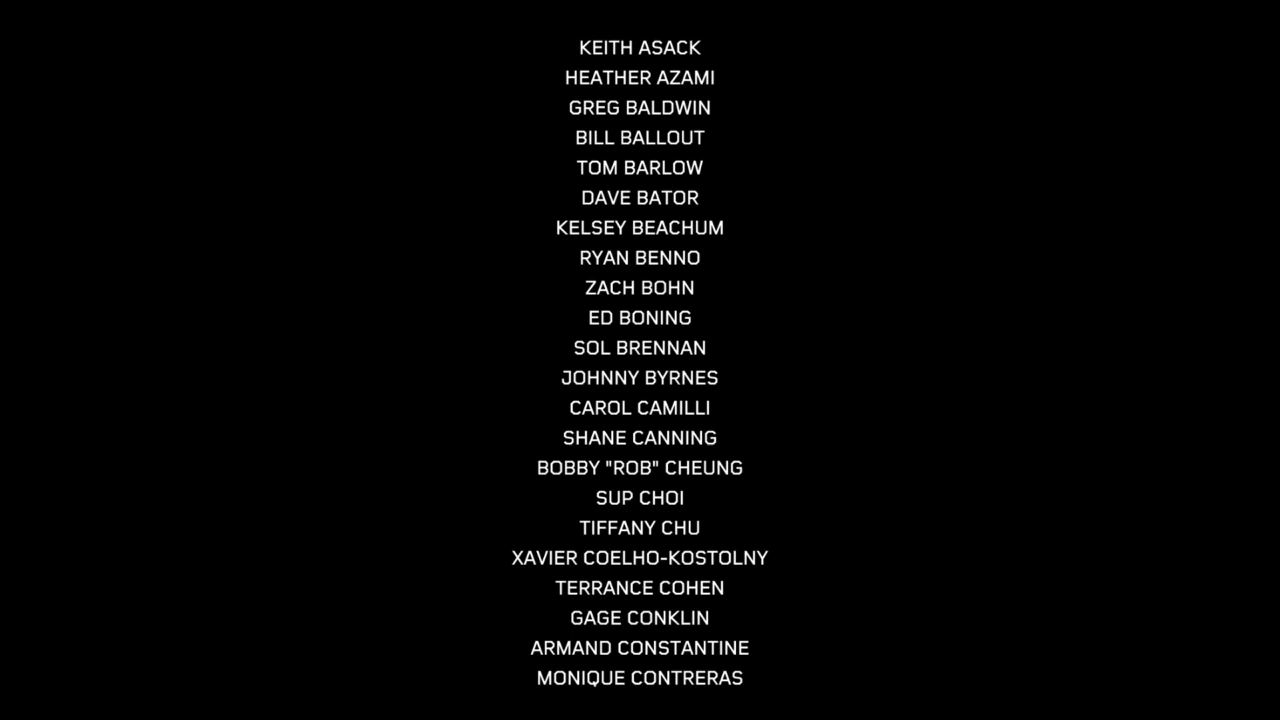 KEITH ASACK
HEATHER AZAMI
GREG BALDWIN
BILL BALLOUT
TOM BARLOW
DAVE BATOR
KELSEY BEACHUM
RYAN BENNO
ZACH BOHN
ED BONING
SOL BRENNAN
JOHNNY BYRNES
CAROL CAMILLI
SHANE CANNING
BOBBY "ROB" CHEUNG
SUP CHOI
TIFFANY CHU
XAVIER COELHO-KOSTOLNY
TERRANCE COHEN
GAGE CONKLIN
ARMAND CONSTANTINE
MONIQUE CONTRERAS